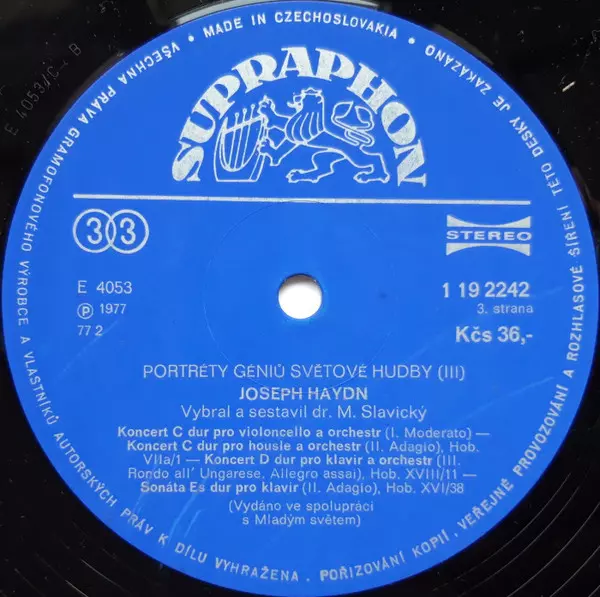 VŠECHNA PRÁVA GRAMOFONOVÉHO VÝROBCE A VLASTNÍKŮ AUTORSKÝCH PRÁV K DÍLU VYHRAŽENA. POŘIZOVÁNÍ KOPIÍ, VEŘEJNÉ PROVOZOVÁNÍ A ROZHLASOVÉ ŠÍŘENÍ TÉTO DESKY JE ZAKÁZÁNO
• MADE IN CZECHOSLOVAKIA •
SUPRAPHON
33
STEREO
E 4053
Ⓟ 1977
77 2
1 19 2242
3. strana
Kčs 36,-
PORTRÉTY GÉNIŮ SVĚTOVÉ HUDBY (III)
JOSEPH HAYDN
Vybral a sestavil dr. M. Slavický
Koncert C dur pro violoncello a orchestr (I. Moderato) —
Koncert C dur pro housle a orchestr (II. Adagio), Hob.
VIIa/1 — Koncert D dur pro klavír a orchestr (III.
Rondo all' Ungarese, Allegro assai), Hob. XVIII/11 —
Sonáta Es dur pro klavír (II. Adagio), Hob. XVI/38
(Vydáno ve spolupráci
s Mladým světem)